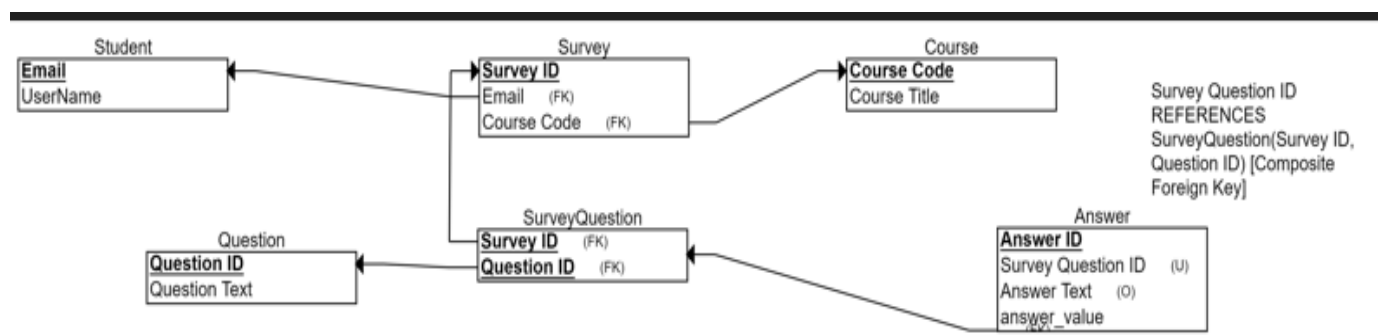 Student
Email
UserName
Survey
Survey ID
Email (FK)
Course Code (FK)
Course
Course Code
Course Title
Survey Question ID
REFERENCES
SurveyQuestion(Survey ID,
Question ID) [Composite
Foreign Key]
Question
Question ID
Question Text
SurveyQuestion
Survey ID (FK)
Question ID (FK)
Answer
Answer ID
Survey Question ID (U)
Answer Text (O)
answer_value
(FK)